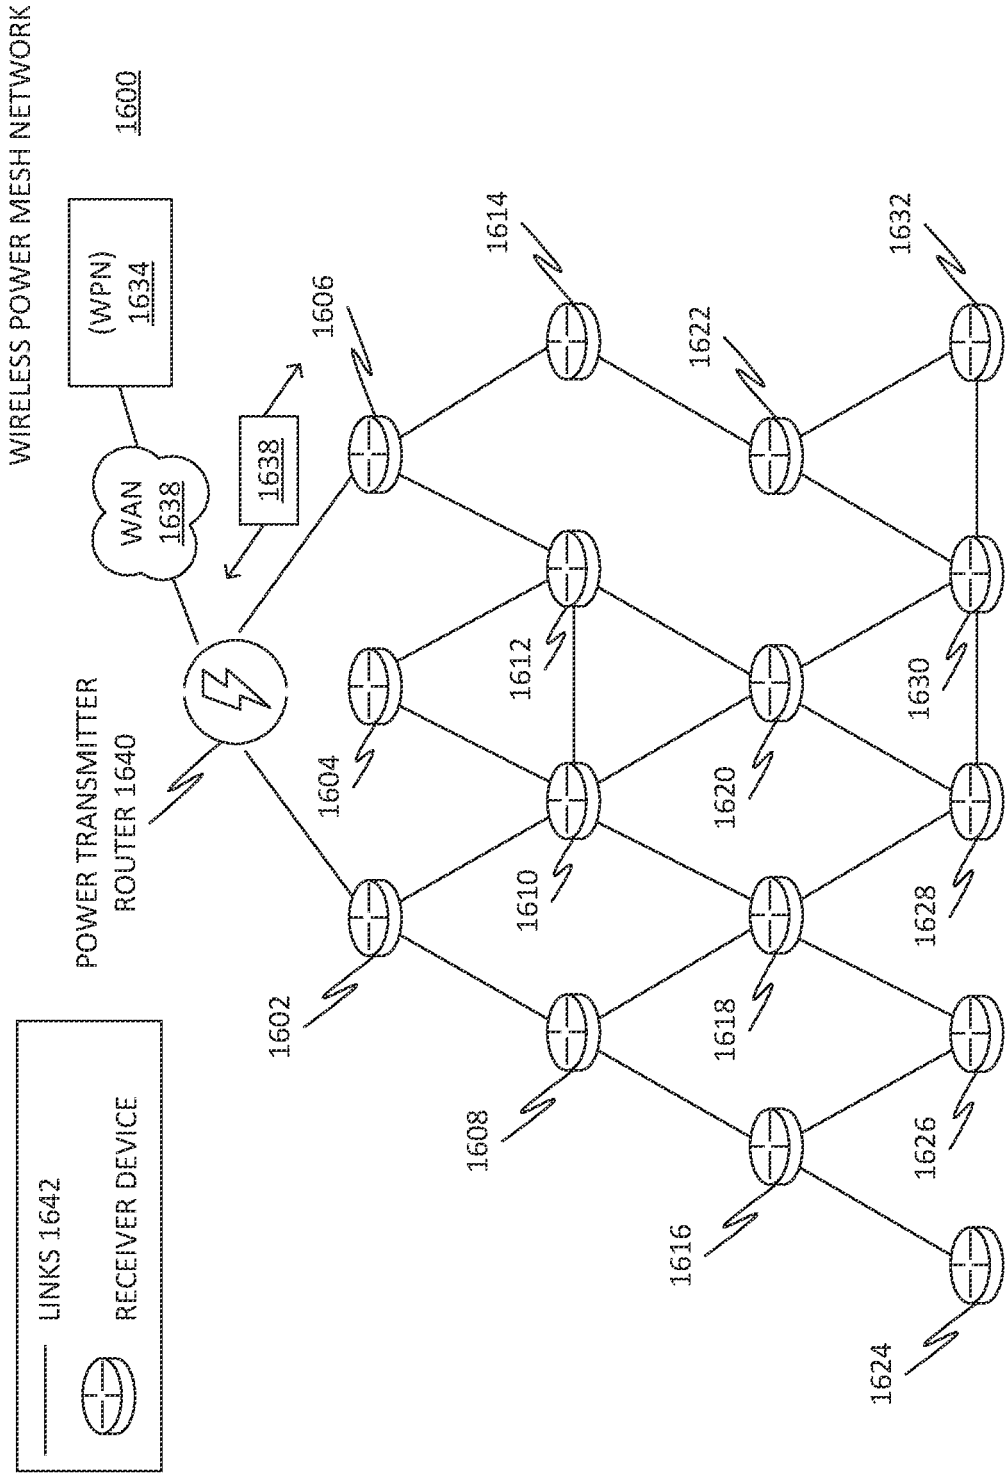 WIRELESS POWER MESH NETWORK
1600
LINKS 1642
RECEIVER DEVICE
POWER TRANSMITTER
ROUTER 1640
WAN
1638
(WPN)
1634
1638
1602
1604
1606
1608
1610
1612
1614
1616
1618
1620
1622
1624
1626
1628
1630
1632